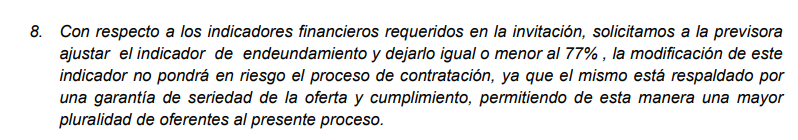 8. Con respecto a los indicadores financieros requeridos en la invitación, solicitamos a la previsora
ajustar el indicador de endeundamiento y dejarlo igual o menor al 77% , la modificación de este
indicador no pondrá en riesgo el proceso de contratación, ya que el mismo está respaldado por
una garantía de seriedad de la oferta y cumplimiento, permitiendo de esta manera una mayor
pluralidad de oferentes al presente proceso.